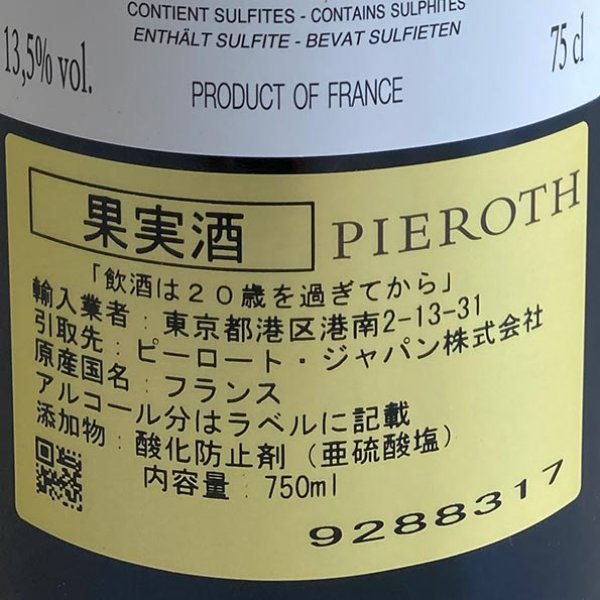 CONTIENT SULFITES - CONTAINS SULPHITES
ENTHÄLT SULFITE - BEVAT SULFIETEN
13,5% vol.
75 cl
PRODUCT OF FRANCE
果実酒 PIEROTH
「飲酒は20歳を過ぎてから」
輸入業者:東京都港区港南2-13-31
引取先:ピーロート・ジャパン株式会社
原産国名:フランス
アルコール分はラベルに記載
添加物:酸化防止剤(亜硫酸塩)
内容量:750ml
9288317